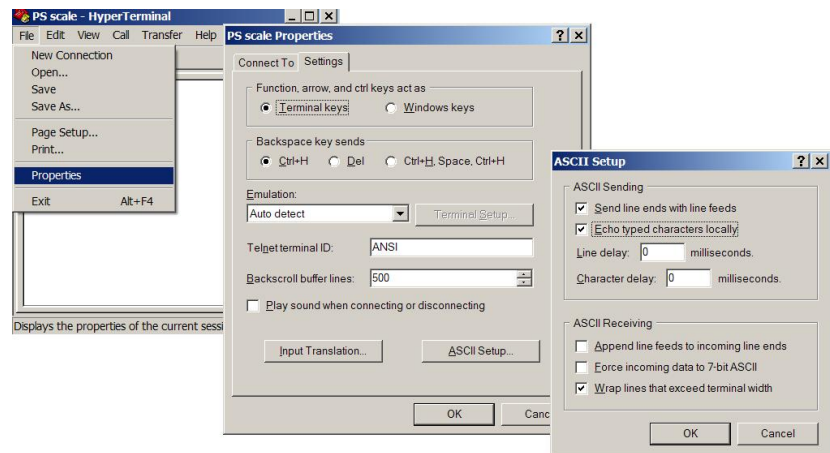 PS scale - HyperTerminal
File Edit View Call Transfer Help
New Connection
Open...
Save
Save As...
Page Setup...
Print...
Properties
Exit Alt+F4
Displays the properties of the current sessi
PS scale Properties
Connect To Settings
Function, arrow, and ctrl keys act as
Terminal keys Windows keys
Backspace key sends
Ctrl+H Del Ctrl+H, Space, Ctrl+H
Emulation:
Auto detect Terminal Setup...
Telnet terminal ID: ANSI
Backscroll buffer lines: 500
Play sound when connecting or disconnecting
Input Translation... ASCII Setup...
OK Canc
ASCII Setup
ASCII Sending
Send line ends with line feeds
Echo typed characters locally
Line delay: 0 milliseconds.
Character delay: 0 milliseconds.
ASCII Receiving
Append line feeds to incoming line ends
Force incoming data to 7-bit ASCII
Wrap lines that exceed terminal width
OK Cancel